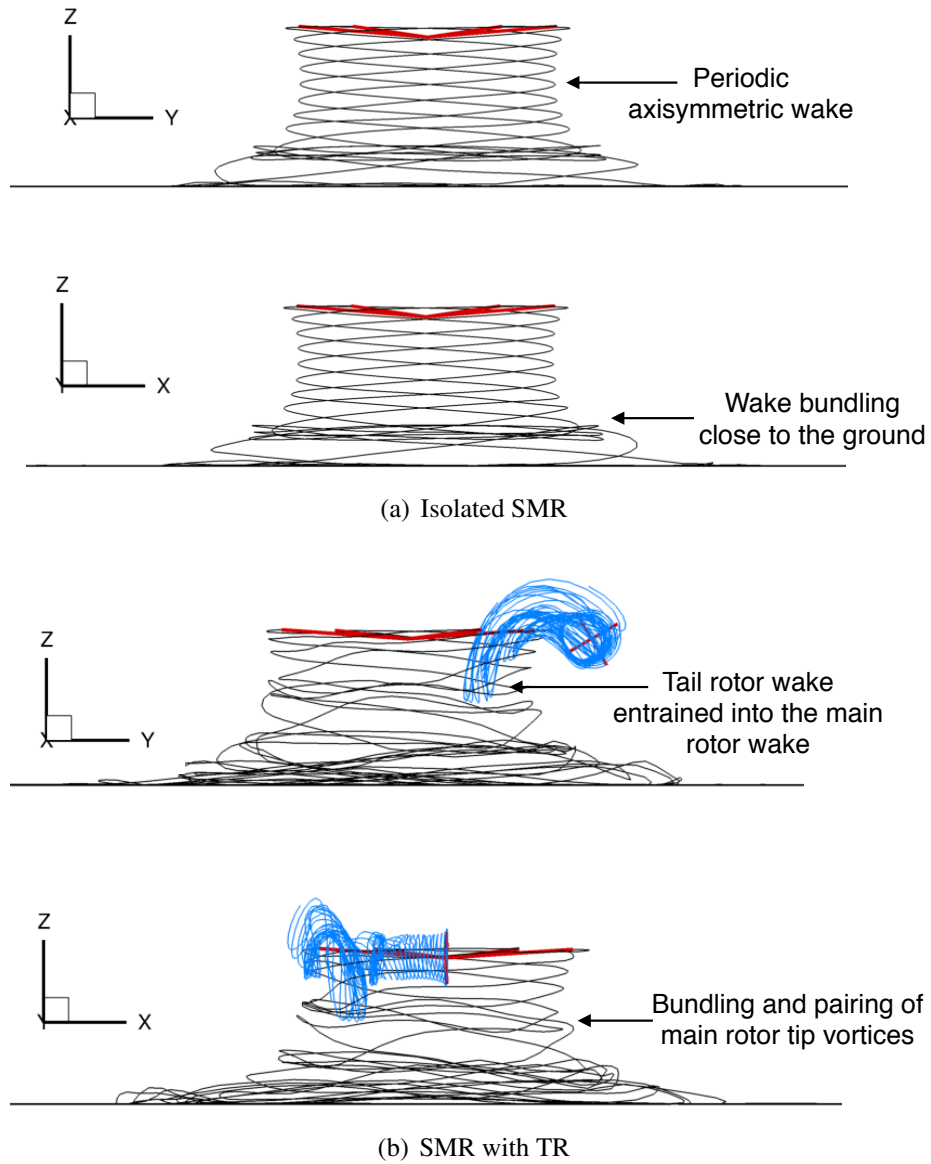 Z
X
Y
Periodic
axisymmetric wake
Z
Y
X
Wake bundling
close to the ground
(a) Isolated SMR
Z
X
Y
Tail rotor wake
entrained into the main
rotor wake
Z
Y
X
Bundling and pairing of
main rotor tip vortices
(b) SMR with TR